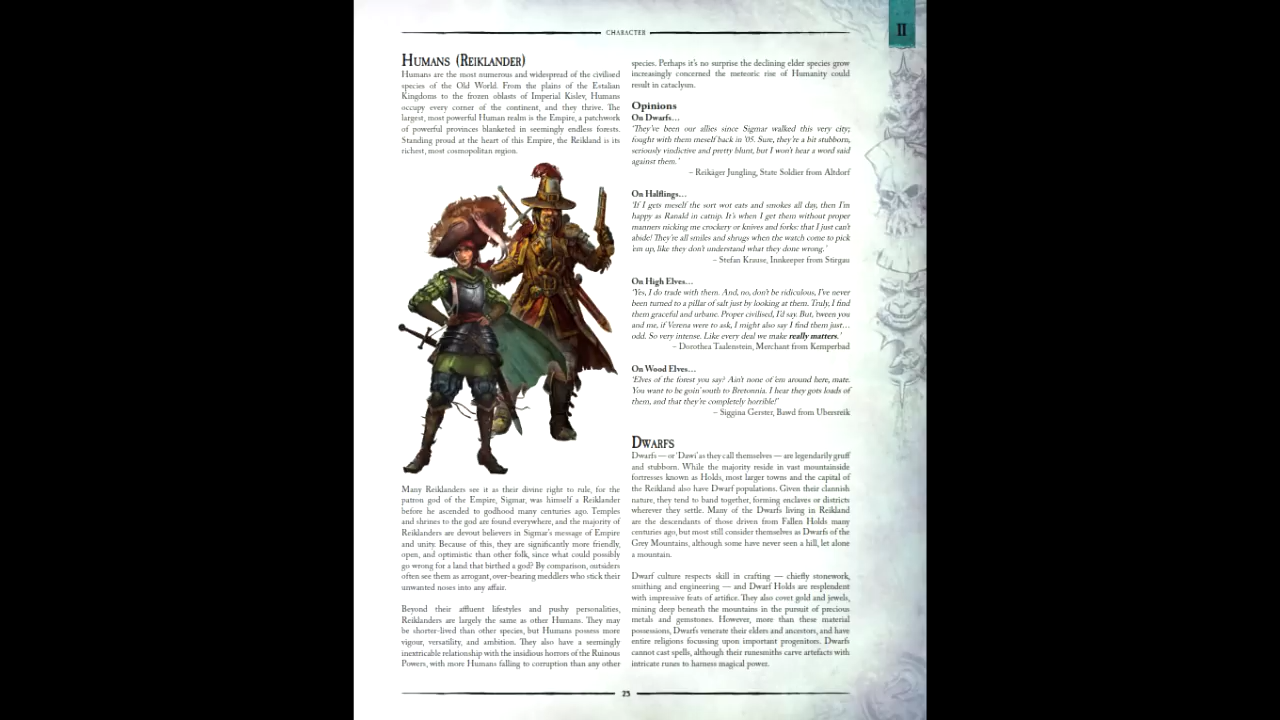 CHARACTER
II
HUMANS (REIKLANDER)
Humans are the most numerous and widespread of the civilised
species of the Old World. From the plains of the Estalian
Kingdoms to the frozen oblasts of Imperial Kislev, Humans
occupy every corner of the continent, and they thrive. The
largest, most powerful Human realm is the Empire, a patchwork
of powerful provinces blanketed in seemingly endless forests.
Standing proud at the heart of this Empire, the Reikland is its
richest, most cosmopolitan region.
Many Reiklanders see it as their divine right to rule, for the
patron god of the Empire, Sigmar, was himself a Reiklander
before he ascended to godhood many centuries ago. Temples
and shrines to the god are found everywhere, and the majority of
Reiklanders are devout believers in Sigmar's message of Empire
and unity. Because of this, they are significantly more friendly,
open, and optimistic than other folk, since what could possibly
go wrong for a land that birthed a god? By comparison, outsiders
often see them as arrogant, over-bearing meddlers who stick their
unwanted noses into any affair.
Beyond their affluent lifestyles and pushy personalities,
Reiklanders are largely the same as other Humans. They may
be shorter-lived than other species, but Humans possess more
vigour, versatility, and ambition. They also have a seemingly
inextricable relationship with the insidious horrors of the Ruinous
Powers, with more Humans falling to corruption than any other
species. Perhaps it's no surprise the declining elder species grow
increasingly concerned the meteoric rise of Humanity could
result in cataclysm.
Opinions
On Dwarfs…
'They've been our allies since Sigmar walked this very city;
fought with them meself back in '05. Sure, they're a bit stubborn,
seriously vindictive and pretty blunt, but I won't hear a word said
against them.'
– Reikager Jungling, State Soldier from Altdorf
On Halflings…
'If I gets meself the sort wot eats and smokes all day, then I'm
happy as Ranald in catnip. It's when I get them without proper
manners nicking me crockery or knives and forks: that I just can't
abide! They're all smiles and shrugs when the watch come to pick
'em up, like they don't understand what they done wrong.'
– Stefan Krause, Innkeeper from Stirgau
On High Elves…
'Yes, I do trade with them. And, no, don't be ridiculous, I've never
been turned to a pillar of salt just by looking at them. Truly, I find
them graceful and urbane. Proper civilised, I'd say. But, 'tween you
and me, if Verena were to ask, I might also say I find them just…
odd. So very intense. Like every deal we make really matters.'
– Dorothea Taalenstein, Merchant from Kemperbad
On Wood Elves…
'Elves of the forest you say? Ain't none of 'em around here, mate.
You want to be goin' south to Bretonnia. I hear they gots loads of
them, and that they're completely horrible!'
– Siggina Gerster, Bawd from Ubersreik
DWARFS
Dwarfs — or 'Dawi' as they call themselves — are legendarily gruff
and stubborn. While the majority reside in vast mountainside
fortresses known as Holds, most larger towns and the capital of
the Reikland also have Dwarf populations. Given their clannish
nature, they tend to band together, forming enclaves or districts
wherever they settle. Many of the Dwarfs living in Reikland
are the descendants of those driven from Fallen Holds many
centuries ago, but most still consider themselves as Dwarfs of the
Grey Mountains, although some have never seen a hill, let alone
a mountain.
Dwarf culture respects skill in crafting — chiefly stonework,
smithing and engineering — and Dwarf Holds are resplendent
with impressive feats of artifice. They also covet gold and jewels,
mining deep beneath the mountains in the pursuit of precious
metals and gemstones. However, more than these material
possessions, Dwarfs venerate their elders and ancestors, and have
entire religions focussing upon important progenitors. Dwarfs
cannot cast spells, although their runesmiths carve artefacts with
intricate runes to harness magical power.
25